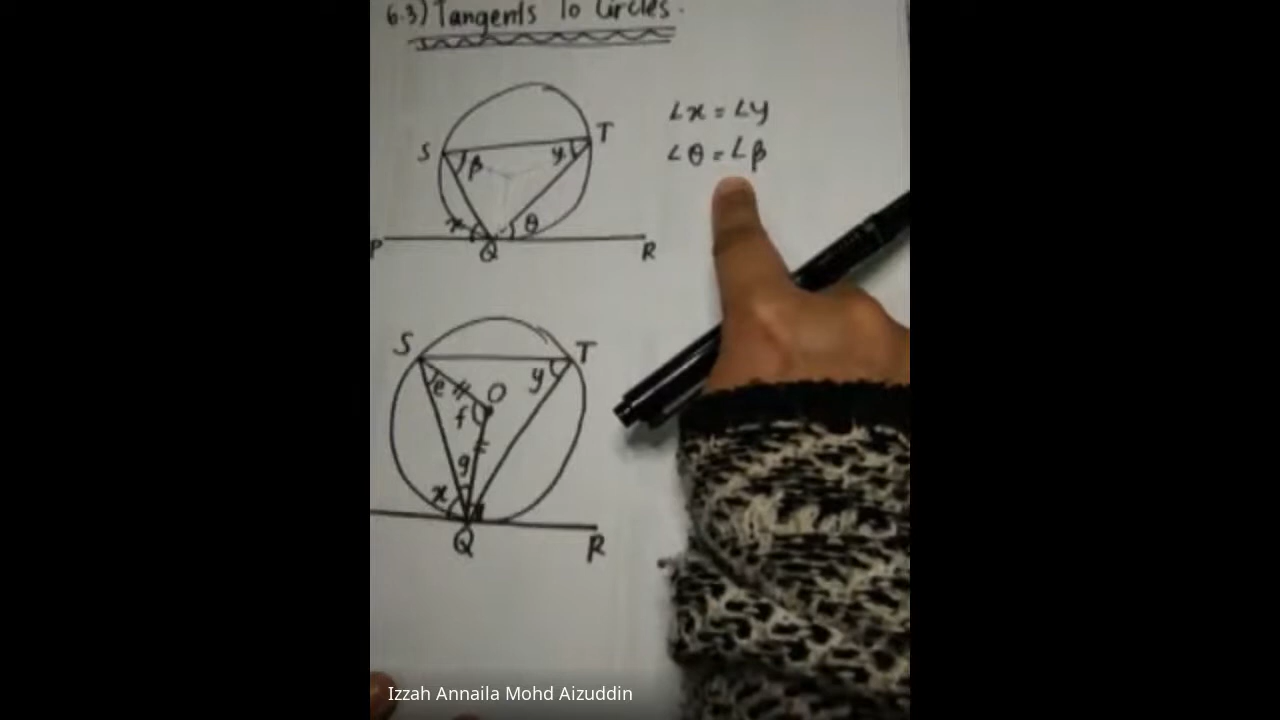 6.3) Tangents To Circles.
∠x = ∠y
∠θ = ∠β
S
T
β
y
x
θ
P
Q
R
S
T
e
O
y
f
g
x
Q
R
Izzah Annaila Mohd Aizuddin